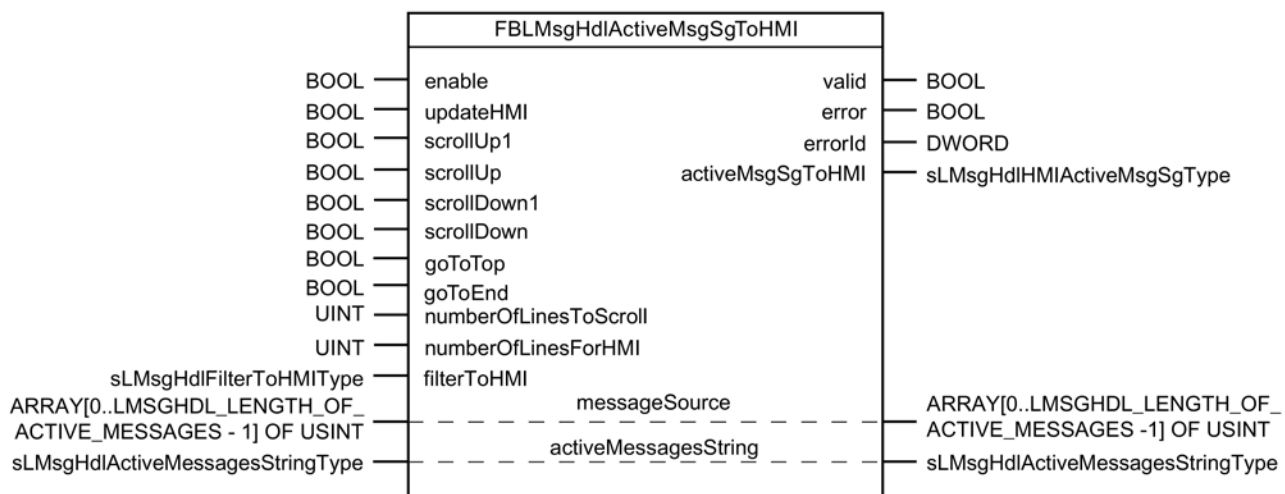 FBLMsgHdlActiveMsgSgToHMI
BOOL enable valid BOOL
BOOL updateHMI error BOOL
BOOL scrollUp1 errorId DWORD
BOOL scrollUp activeMsgSgToHMI sLMsgHdlHMIActiveMsgSgType
BOOL scrollDown1
BOOL scrollDown
BOOL goToTop
BOOL goToEnd
UINT numberOfLinesToScroll
UINT numberOfLinesForHMI
sLMsgHdlFilterToHMIType filterToHMI
ARRAY[0..LMSGHDL_LENGTH_OF_ messageSource ARRAY[0..LMSGHDL_LENGTH_OF_
ACTIVE_MESSAGES - 1] OF USINT ACTIVE_MESSAGES -1] OF USINT
sLMsgHdlActiveMessagesStringType activeMessagesString sLMsgHdlActiveMessagesStringType